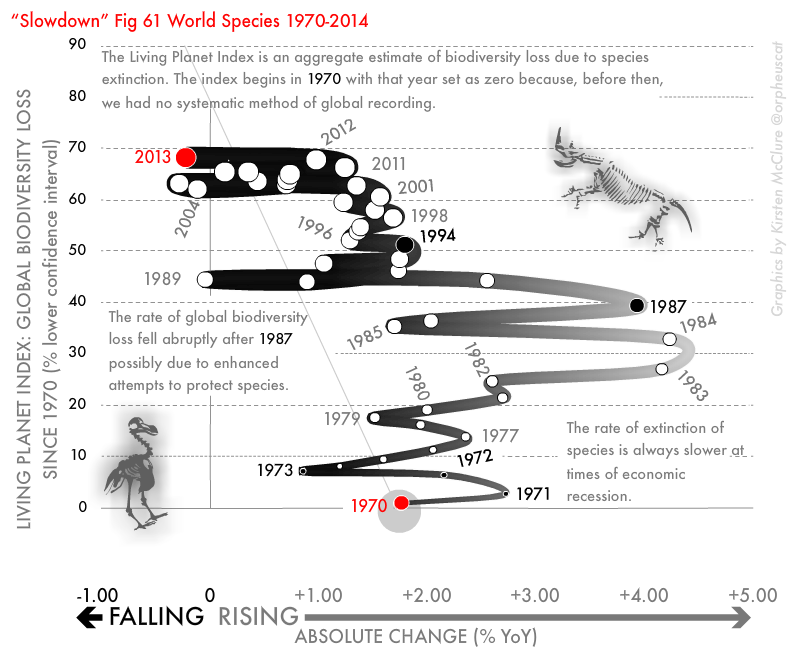 “Slowdown” Fig 61 World Species 1970-2014
90
The Living Planet Index is an aggregate estimate of biodiversity loss due to species
extinction. The index begins in 1970 with that year set as zero because, before then,
we had no systematic method of global recording.
80
70
60
50
40
30
20
10
0
LIVING PLANET INDEX: GLOBAL BIODIVERSITY LOSS
SINCE 1970 (% lower confidence interval)
Graphics by Kirsten McClure @orpheuscat
2012
2013
2011
2001
2004
1998
1996
1994
1989
1987
The rate of global biodiversity
loss fell abruptly after 1987
possibly due to enhanced
attempts to protect species.
1985
1984
1982
1983
1980
1979
1977
The rate of extinction of
species is always slower at
times of economic
recession.
1972
1973
1971
1970
-1.00
0
+1.00
+2.00
+3.00
+4.00
+5.00
FALLING
RISING
ABSOLUTE CHANGE (% YoY)